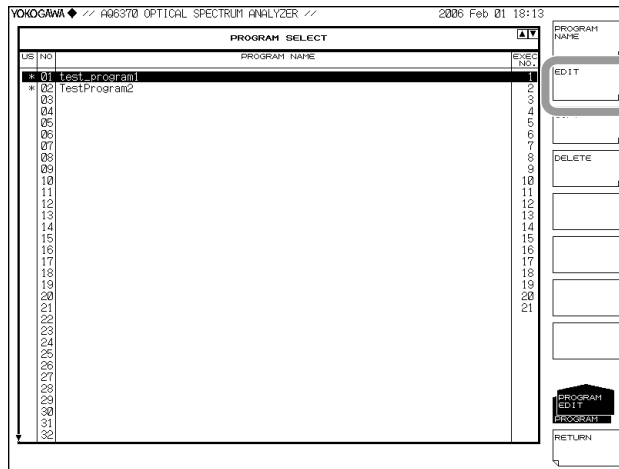 YOKOGAWA ◆ // AQ6370 OPTICAL SPECTRUM ANALYZER // 2006 Feb 01 18:13
PROGRAM SELECT ▲ ▼
US NO PROGRAM NAME EXEC NO.
* 01 test_program1 1
* 02 TestProgram2 2
03 3
04 4
05 5
06 6
07 7
08 8
09 9
10 10
11 11
12 12
13 13
14 14
15 15
16 16
17 17
18 18
19 19
20 20
21 21
22
23
24
25
26
27
28
29
30
31
32
PROGRAM
NAME
EDIT
DELETE
PROGRAM
EDIT
PROGRAM
RETURN